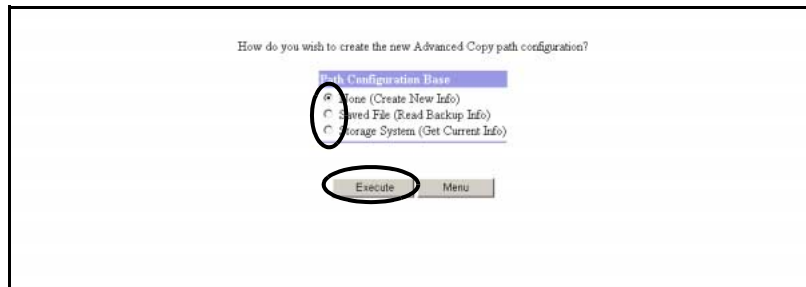 How do you wish to create the new Advanced Copy path configuration?
Path Configuration Base
None (Create New Info)
Saved File (Read Backup Info)
Storage System (Get Current Info)
Execute Menu